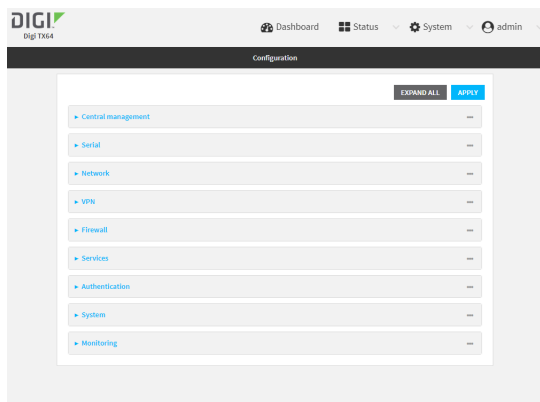 DIGI
Digi TX64
Dashboard Status System admin
Configuration
EXPAND ALL APPLY
Central management
Serial
Network
VPN
Firewall
Services
Authentication
System
Monitoring